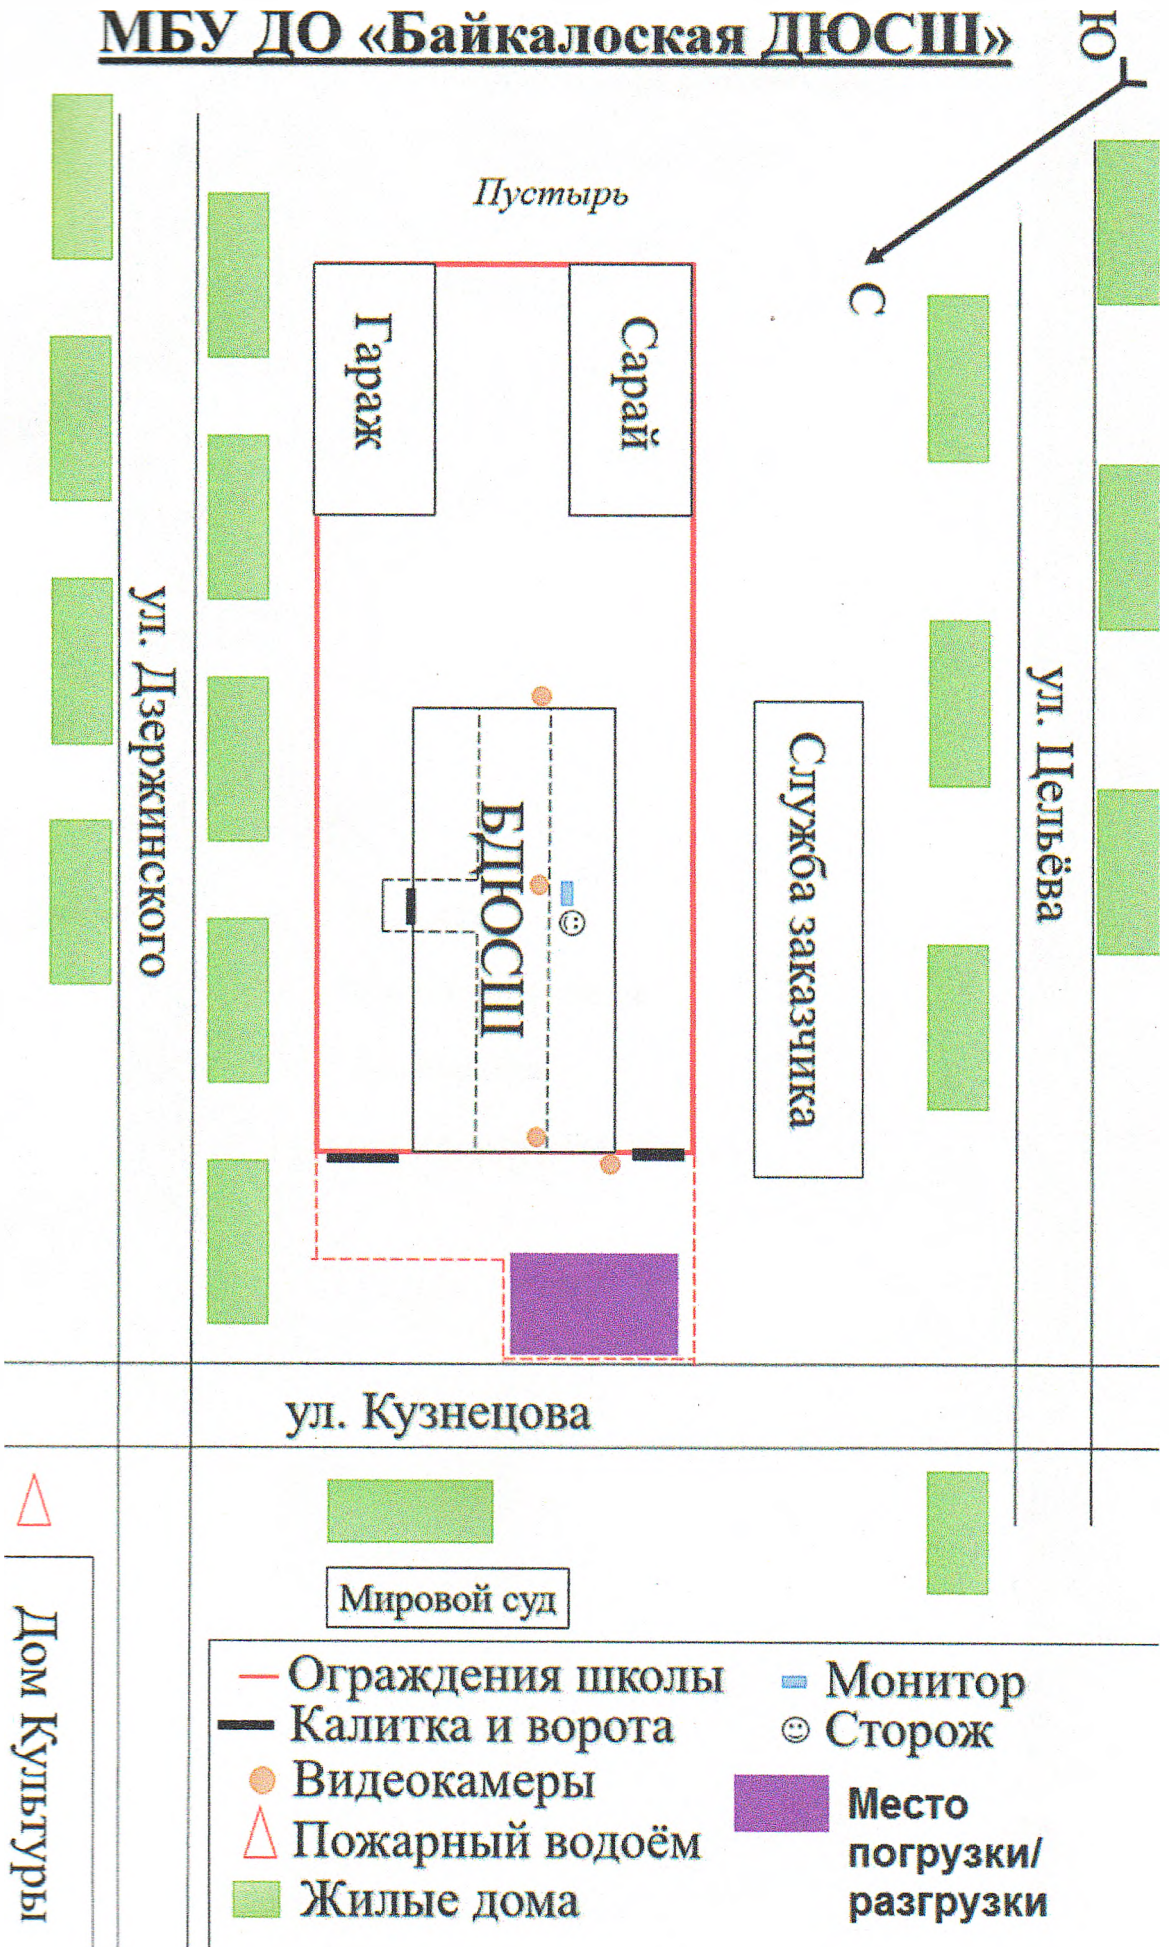 МБУ ДО «Байкалоская ДЮСШ»
Ю
С
Пустырь
Гараж
Сарай
ул. Дзержинского
БДЮСШ
Служба заказчика
ул. Цельёва
ул. Кузнецова
Мировой суд
Дом Культуры
Ограждения школы
Калитка и ворота
Видеокамеры
Пожарный водоём
Жилые дома
Монитор
Сторож
Место
погрузки/
разгрузки